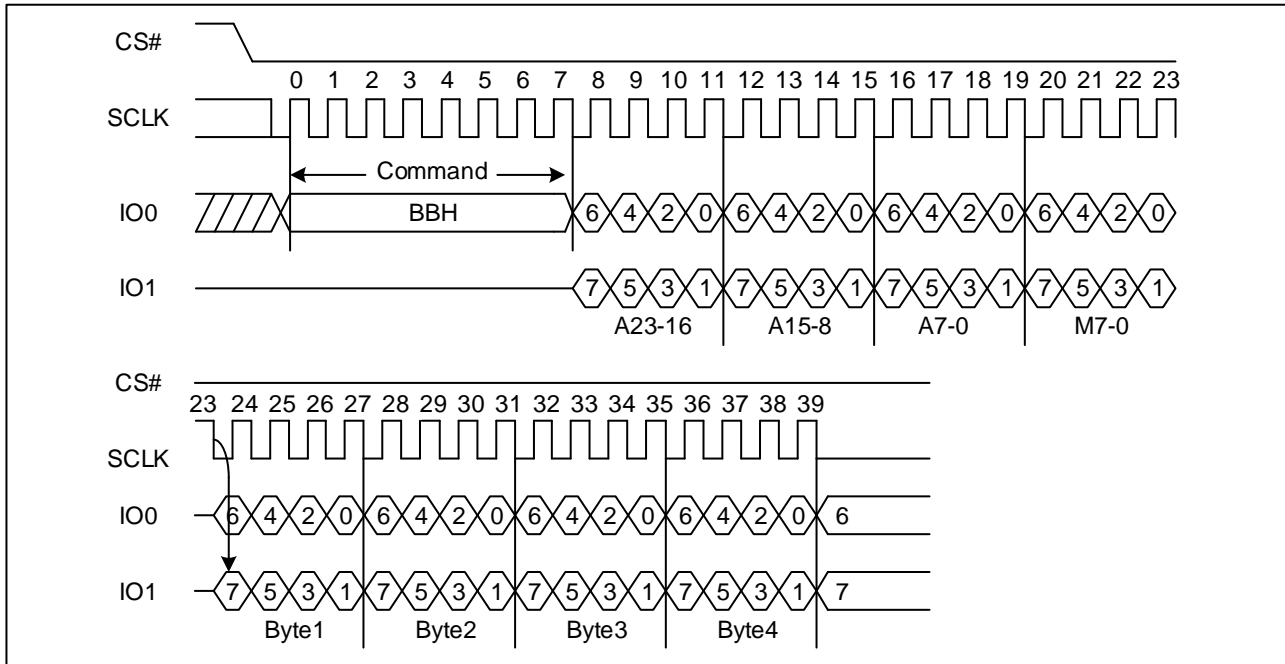 CS#
0 1 2 3 4 5 6 7 8 9 10 11 12 13 14 15 16 17 18 19 20 21 22 23
SCLK
Command
IO0 BBH 6 4 2 0 6 4 2 0 6 4 2 0 6 4 2 0
IO1 7 5 3 1 7 5 3 1 7 5 3 1 7 5 3 1
A23-16 A15-8 A7-0 M7-0
CS#
23 24 25 26 27 28 29 30 31 32 33 34 35 36 37 38 39
SCLK
IO0 6 4 2 0 6 4 2 0 6 4 2 0 6 4 2 0 6
IO1 7 5 3 1 7 5 3 1 7 5 3 1 7 5 3 1 7
Byte1 Byte2 Byte3 Byte4